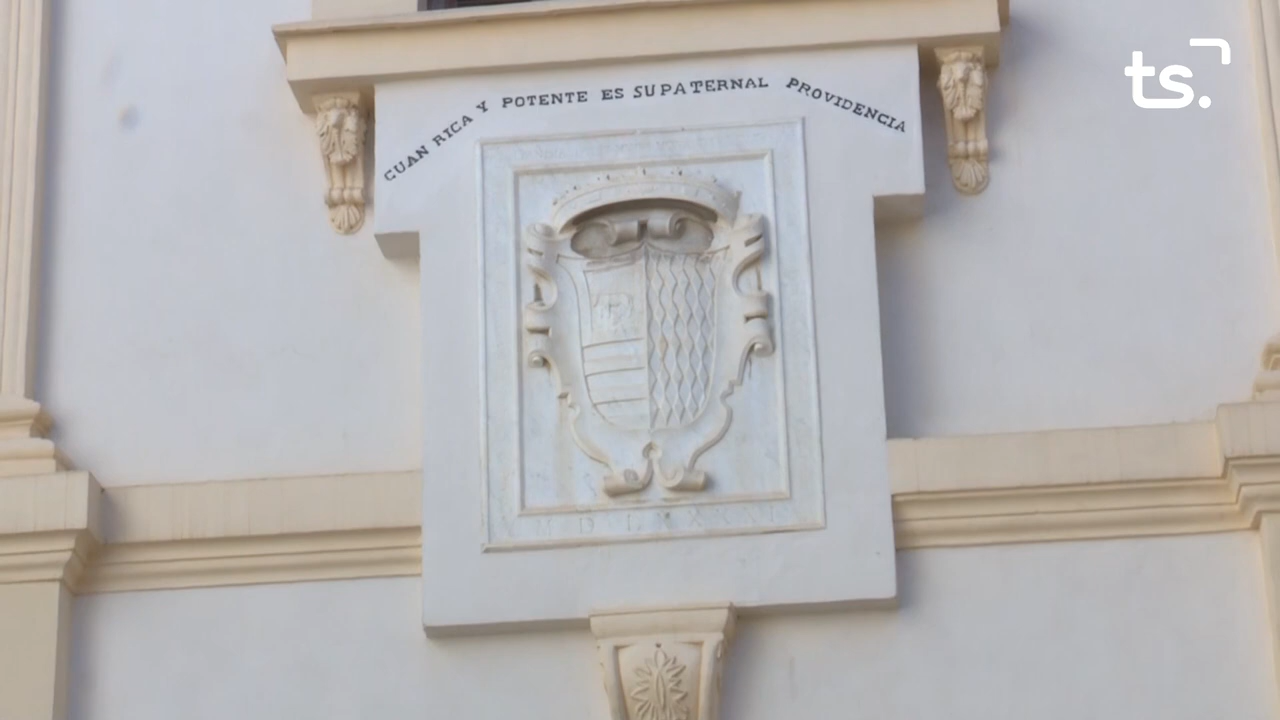 CUAN RICA Y POTENTE ES SU PATERNAL PROVIDENCIA
ts.